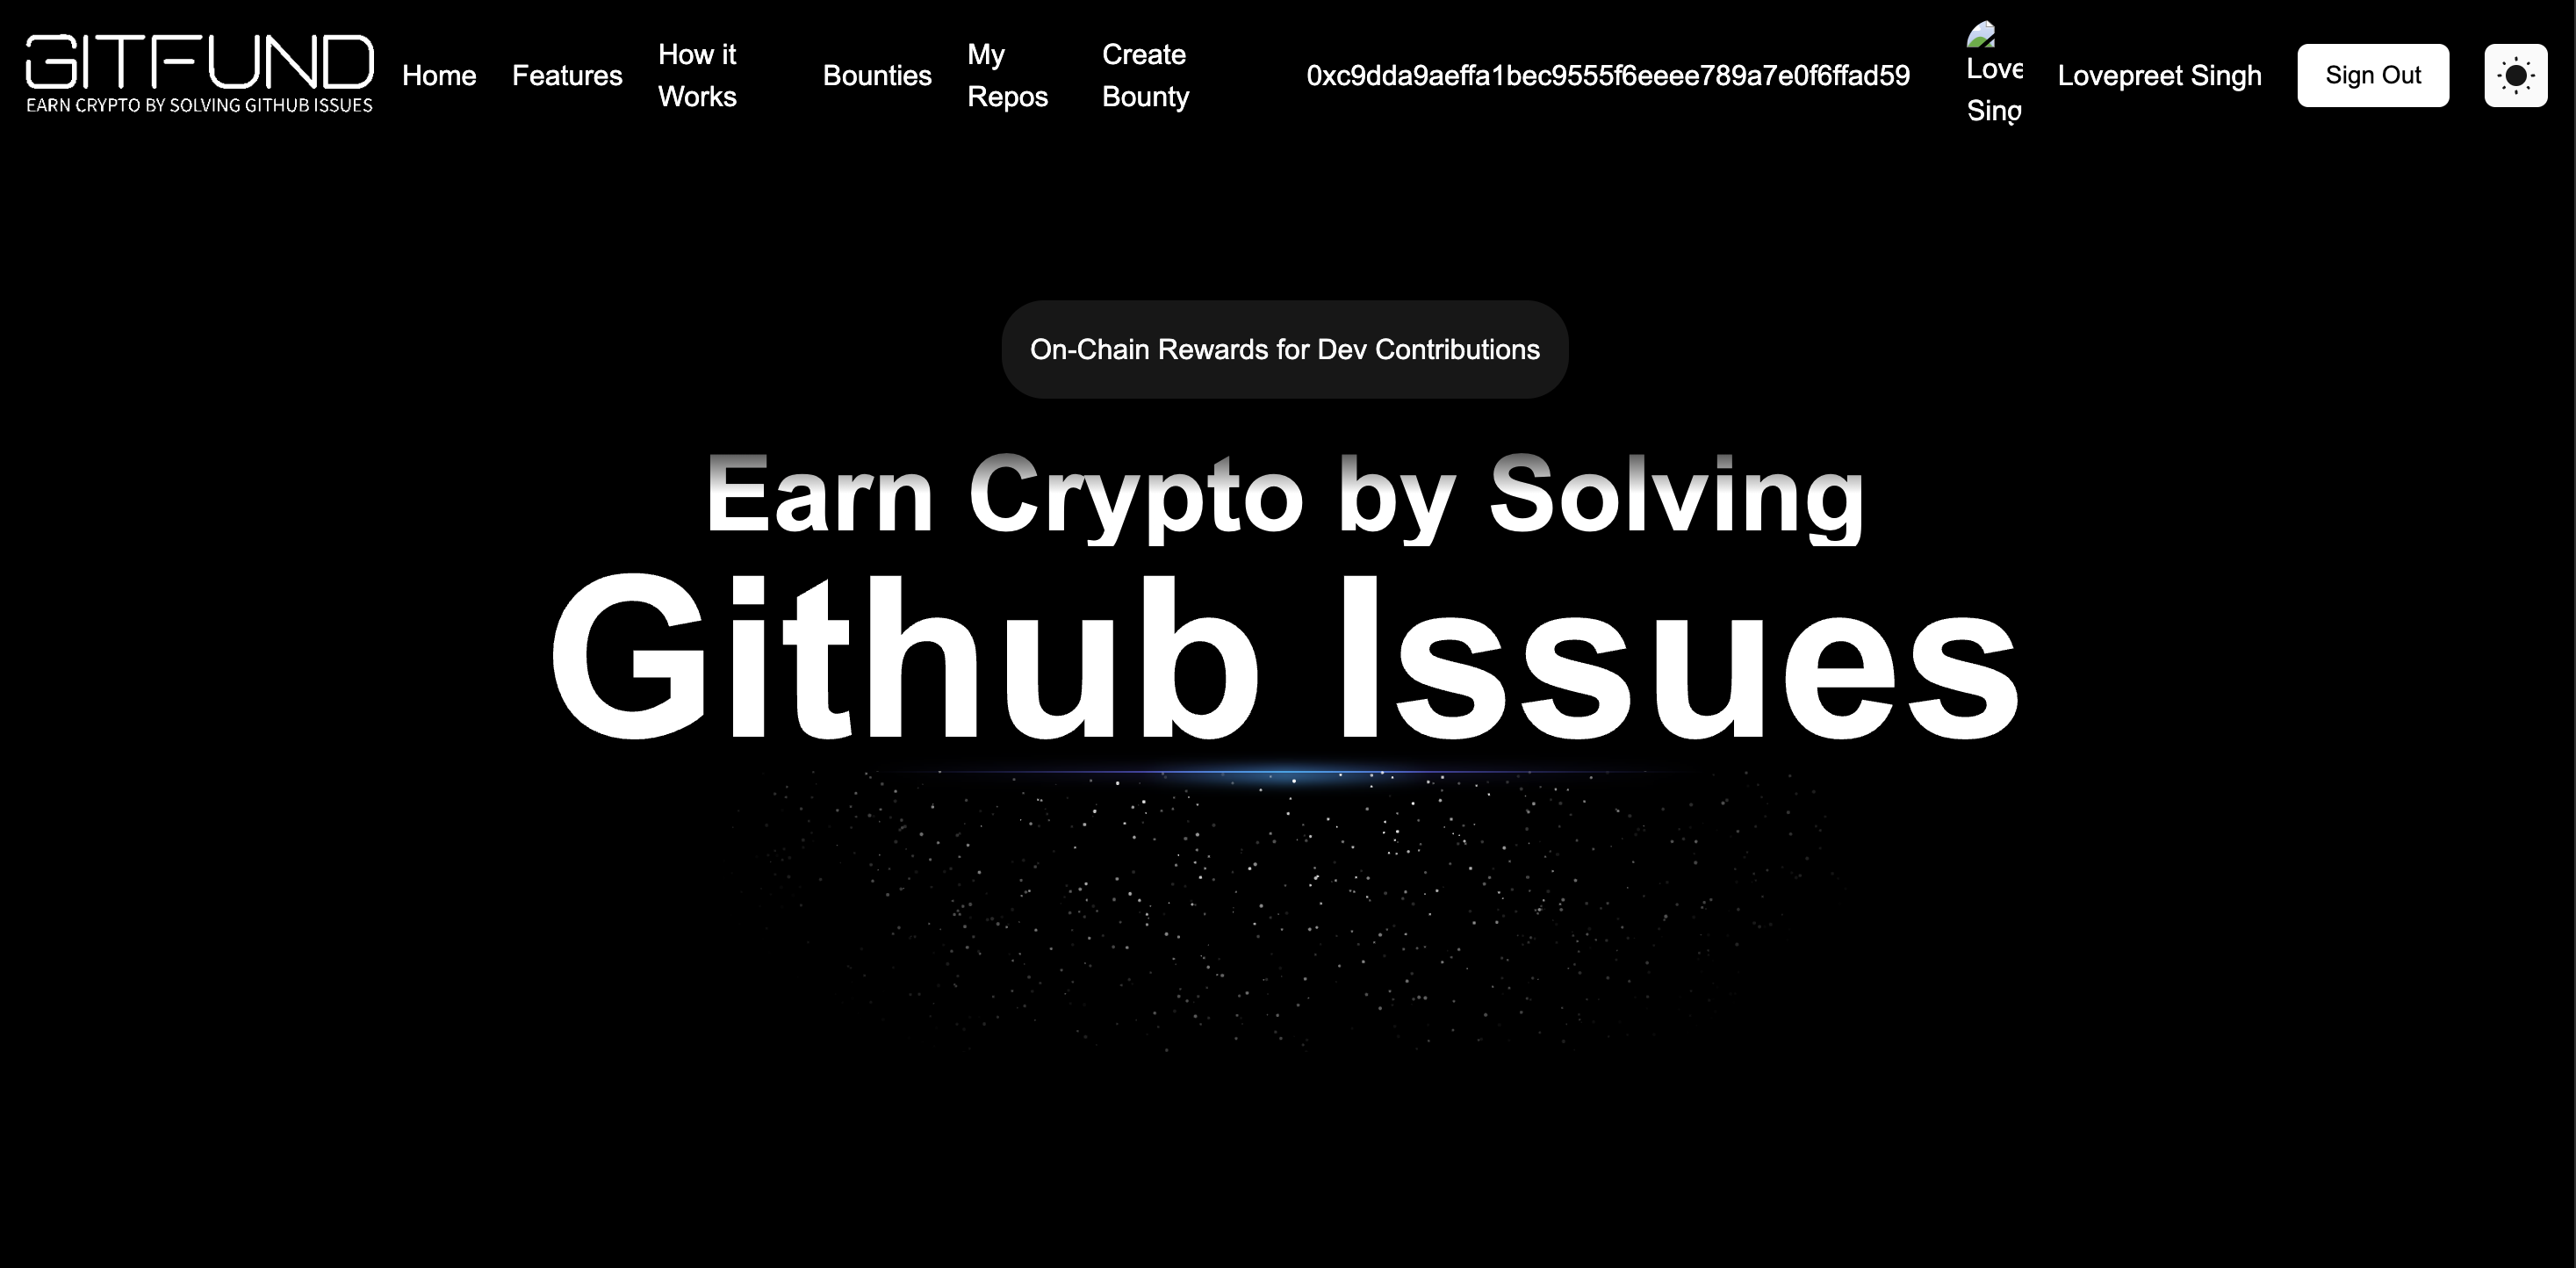 GITFUND
EARN CRYPTO BY SOLVING GITHUB ISSUES
Home
Features
How it
Works
Bounties
My
Repos
Create
Bounty
0xc9dda9aeffa1bec9555f6eeee789a7e0f6ffad59
Love
Sing
Lovepreet Singh
Sign Out
On-Chain Rewards for Dev Contributions
Earn Crypto by Solving
Github Issues